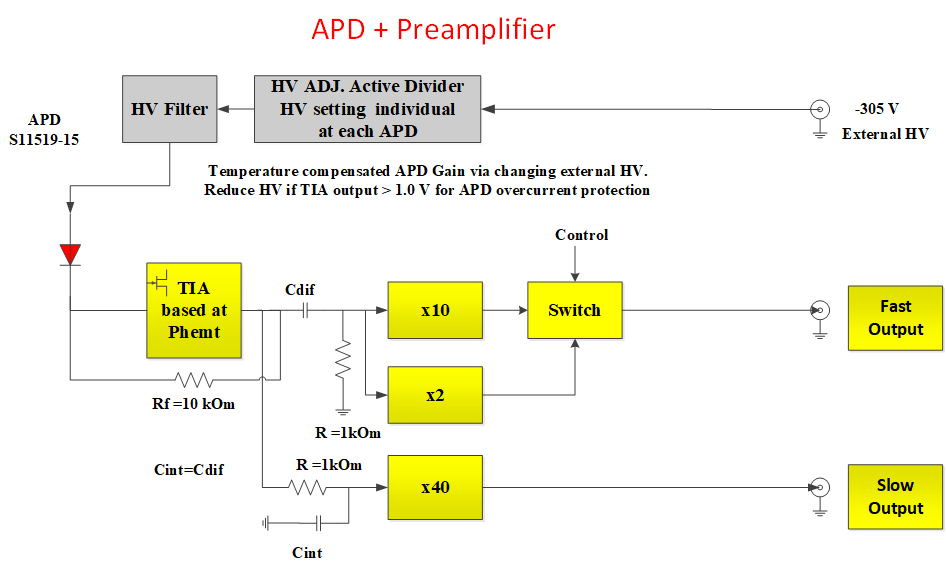 APD + Preamplifier
HV Filter
HV ADJ. Active Divider
HV setting individual
at each APD
-305 V
External HV
APD
S11519-15
Temperature compensated APD Gain via changing external HV.
Reduce HV if TIA output > 1.0 V for APD overcurrent protection
Control
TIA
based at
Phemt
Cdif
x10
Switch
Fast
Output
x2
Rf =10 kOm
R =1kOm
Cint=Cdif
R =1kOm
x40
Slow
Output
Cint